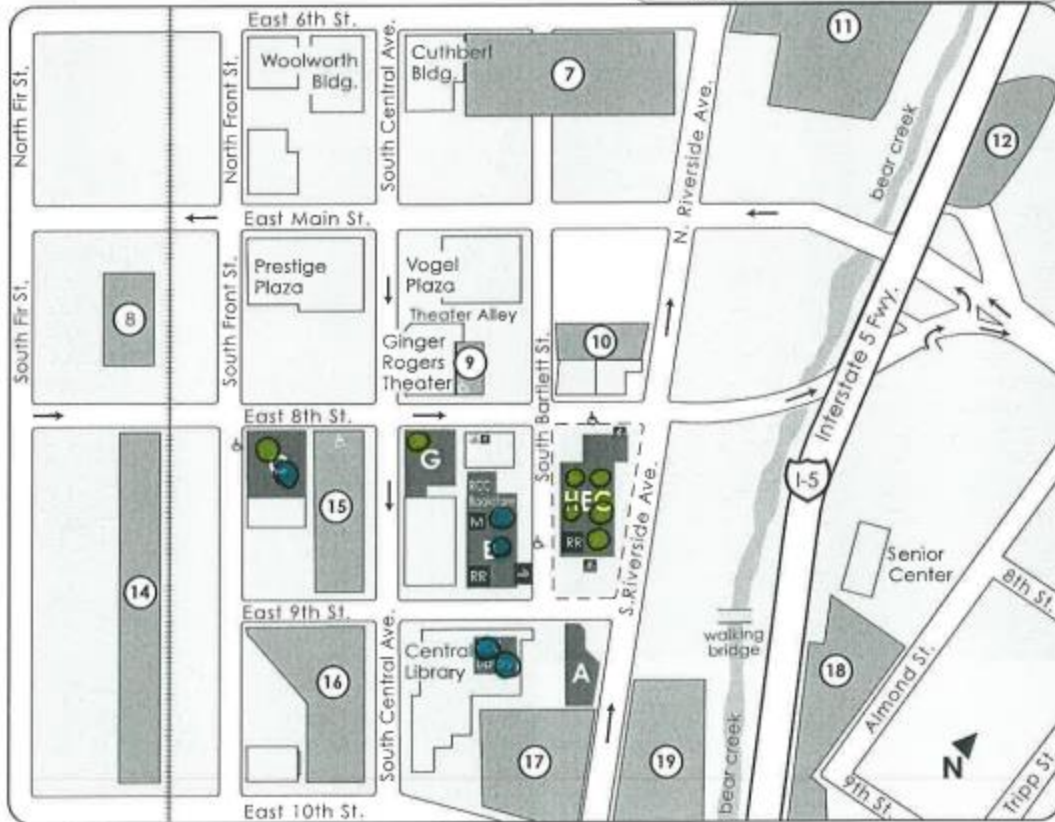 East 6th St.
11
Woolworth
Bldg.
Cuthbert
Bldg.
7
North Fir St.
North Front St.
South Central Ave.
N. Riverside Ave.
bear creek
12
East Main St.
Prestige
Plaza
Vogel
Plaza
Theater Alley
8
Ginger
Rogers
Theater
9
10
South Fir St.
South Front St.
South Bartlett St.
Interstate 5 Fwy.
East 8th St.
G
RCC
Bookstore
M
RR
HEC
RR
15
I-5
14
S. Riverside Ave.
Senior
Center
8th St.
East 9th St.
walking
bridge
Central
Library
A
16
18
Almond St.
South Central Ave.
17
19
bear creek
N
9th St.
Tripp St
East 10th St.